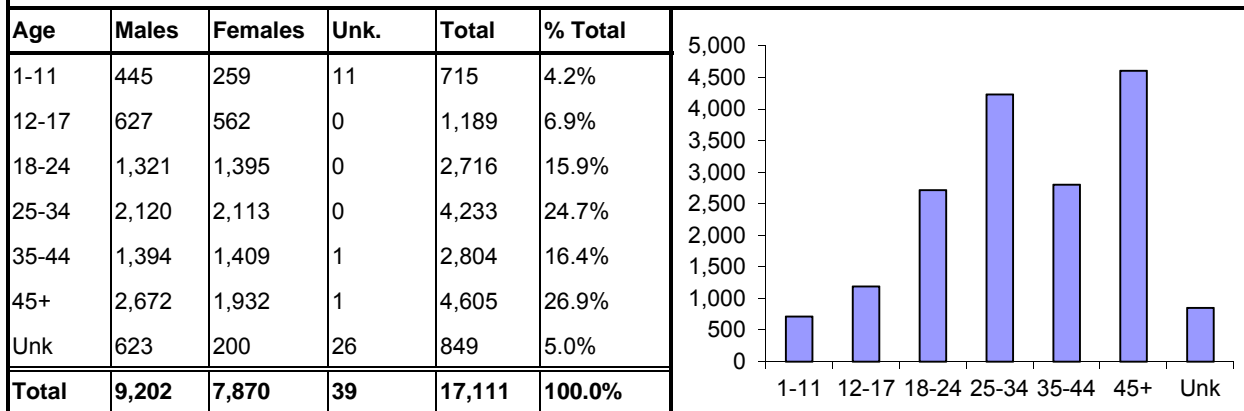 Age Males Females Unk. Total % Total
1-11 445 259 11 715 4.2%
12-17 627 562 0 1,189 6.9%
18-24 1,321 1,395 0 2,716 15.9%
25-34 2,120 2,113 0 4,233 24.7%
35-44 1,394 1,409 1 2,804 16.4%
45+ 2,672 1,932 1 4,605 26.9%
Unk 623 200 26 849 5.0%
Total 9,202 7,870 39 17,111 100.0%
5,000
4,500
4,000
3,500
3,000
2,500
2,000
1,500
1,000
500
0
1-11 12-17 18-24 25-34 35-44 45+ Unk